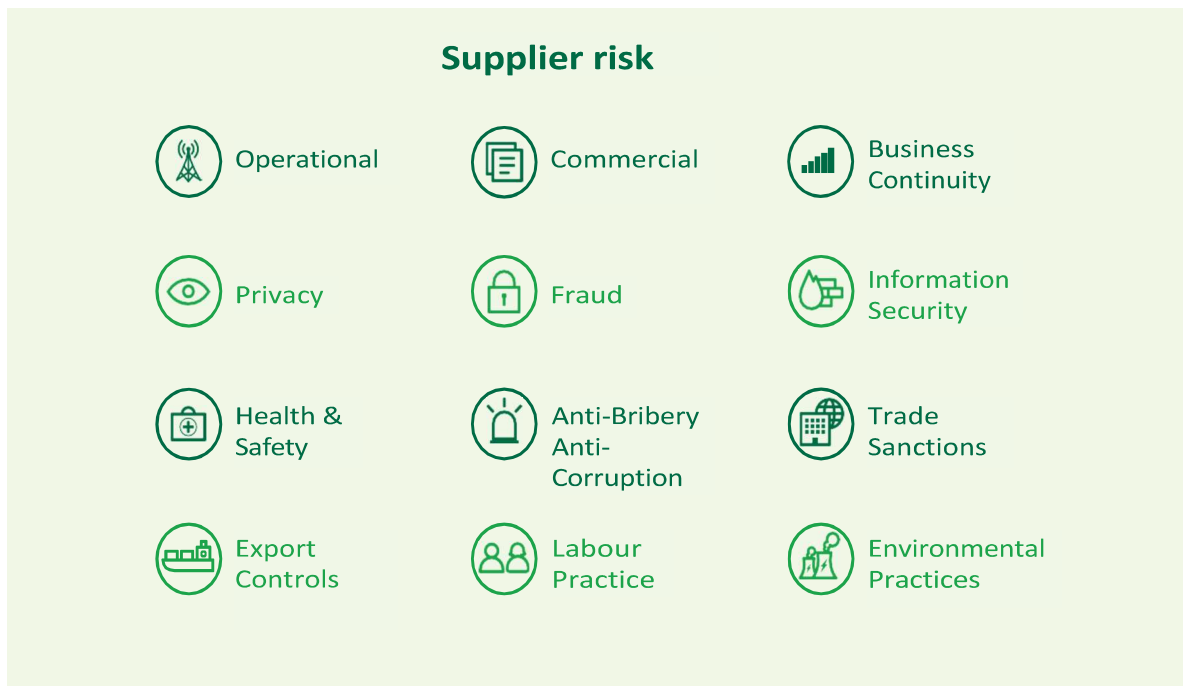 Supplier risk
Operational
Commercial
Business
Continuity
Privacy
Fraud
Information
Security
Health &
Safety
Anti-Bribery
Anti-
Corruption
Trade
Sanctions
Export
Controls
Labour
Practice
Environmental
Practices